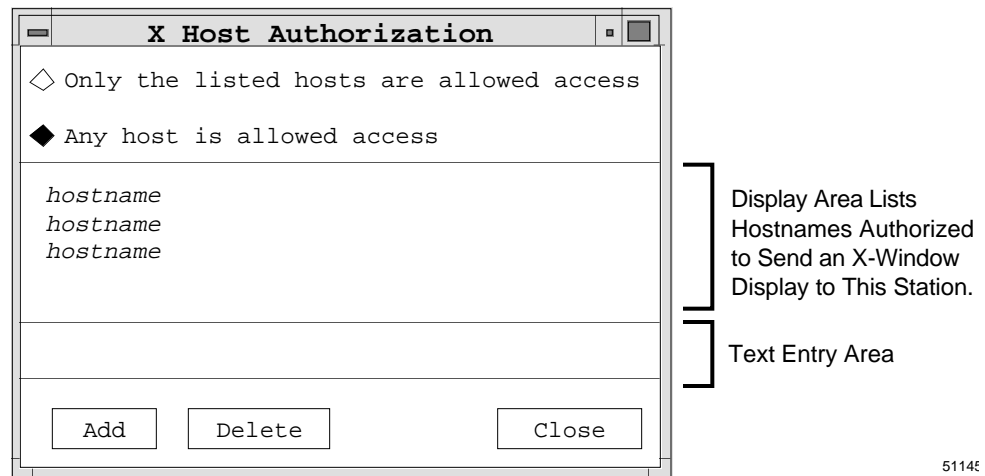 X Host Authorization
Only the listed hosts are allowed access
Any host is allowed access
hostname
hostname
hostname
Display Area Lists
Hostnames Authorized
to Send an X-Window
Display to This Station.
Text Entry Area
Add Delete Close
51145